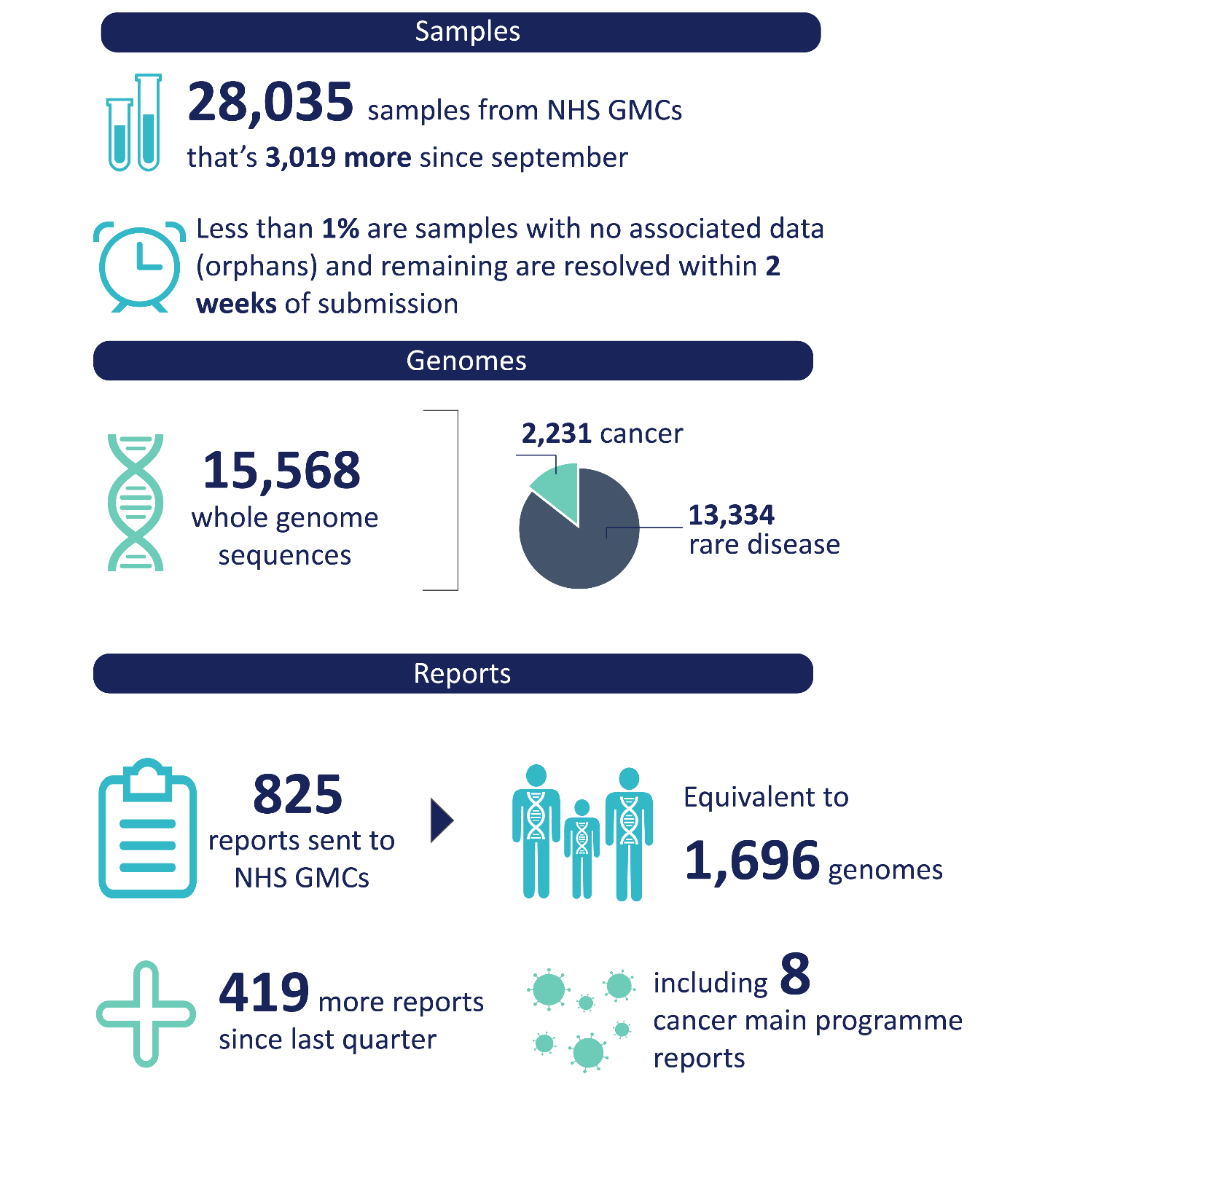 Samples
28,035 samples from NHS GMCs
that’s 3,019 more since september
Less than 1% are samples with no associated data
(orphans) and remaining are resolved within 2
weeks of submission
Genomes
15,568
whole genome
sequences
2,231 cancer
13,334
rare disease
Reports
825
reports sent to
NHS GMCs
Equivalent to
1,696 genomes
419 more reports
since last quarter
including 8
cancer main programme
reports